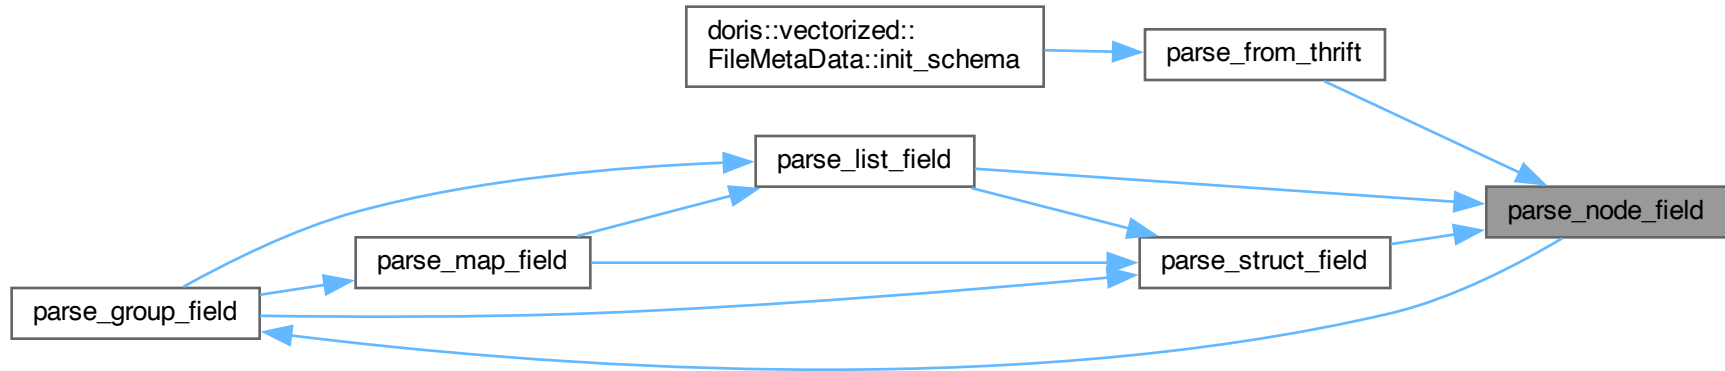 doris::vectorized::
FileMetaData::init_schema
parse_from_thrift
parse_list_field
parse_node_field
parse_map_field
parse_struct_field
parse_group_field